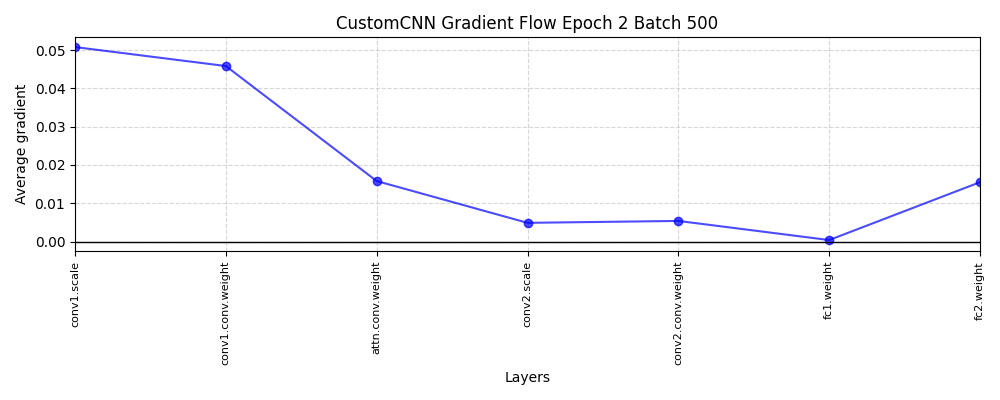 CustomCNN Gradient Flow Epoch 2 Batch 500
Average gradient
0.05
0.04
0.03
0.02
0.01
0.00
conv1.scale
conv1.conv.weight
attn.conv.weight
conv2.scale
conv2.conv.weight
fc1.weight
fc2.weight
Layers